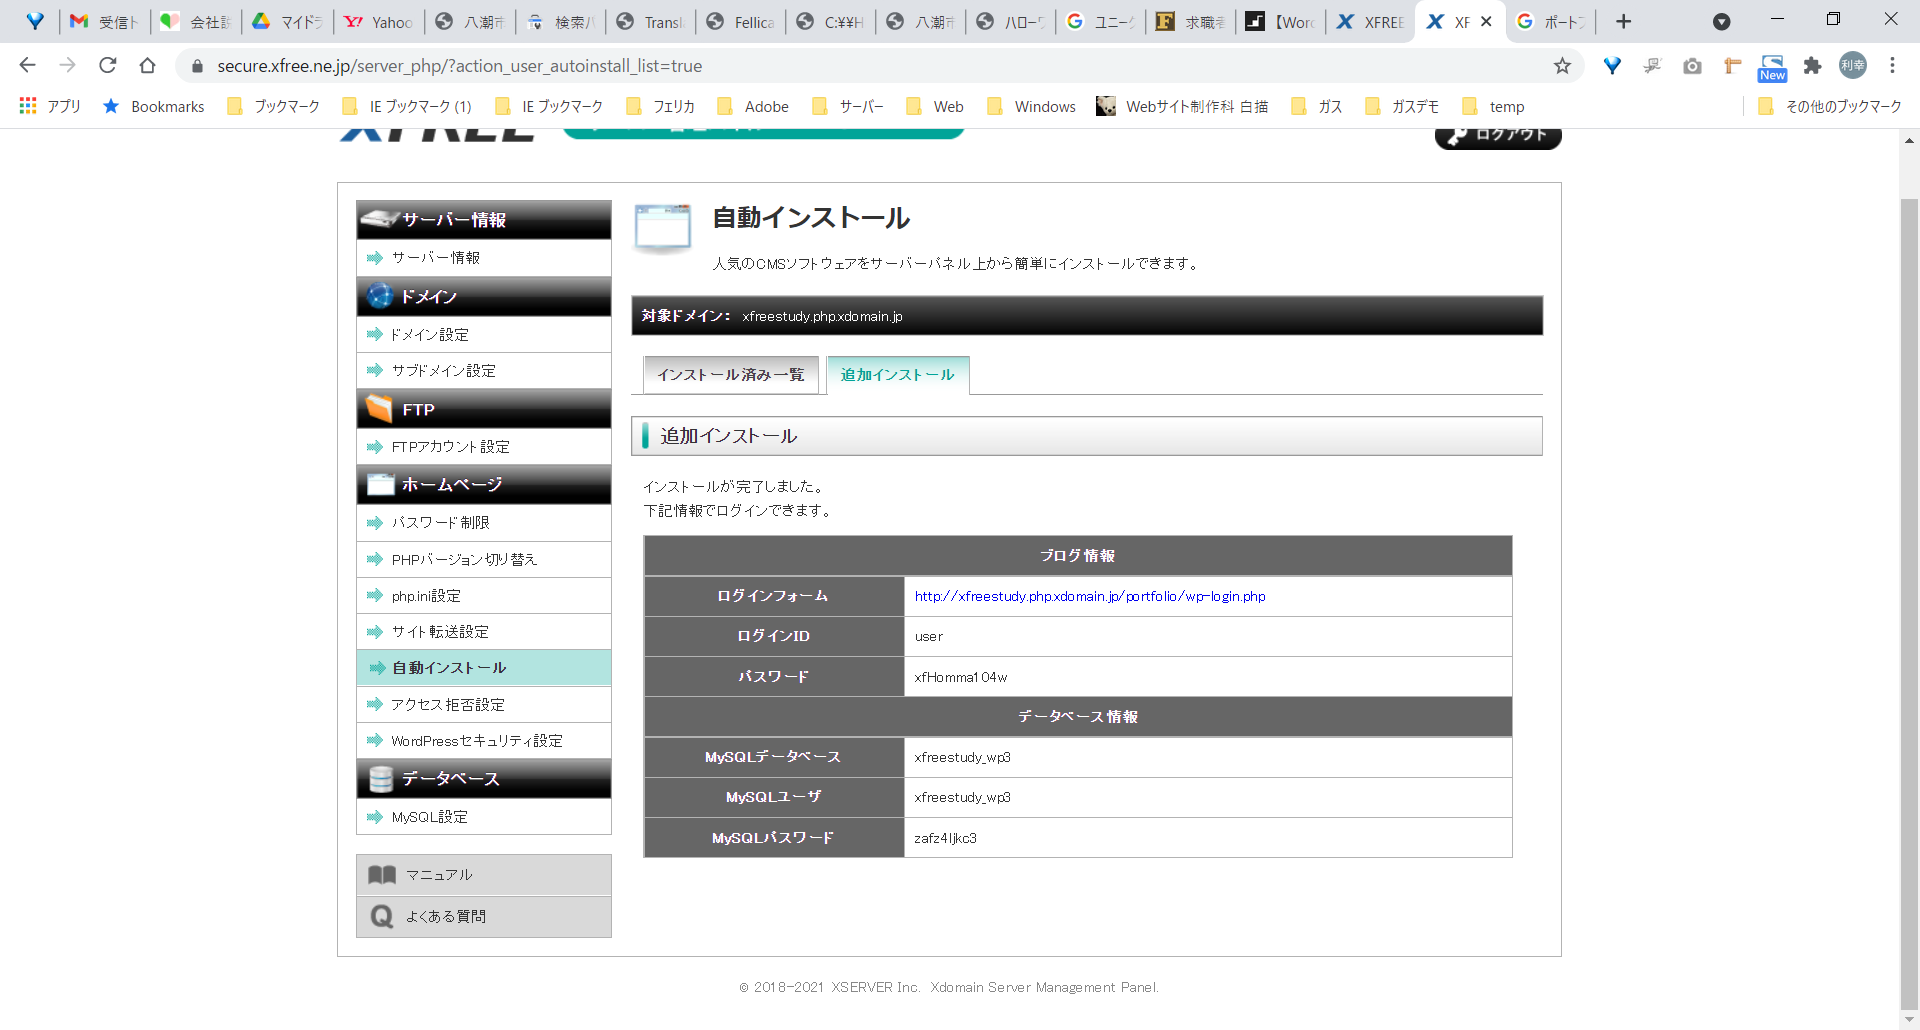 受信ト
会社説
マイドラ
Yahoo
八潮市
検索バ
Transla
Fellica
C:¥¥H
八潮市
ハローワ
ユニーク
求職者
【Word
XFREE
XF
ポートフ
secure.xfree.ne.jp/server_php/?action_user_autoinstall_list=true
利幸
New
アプリ
Bookmarks
ブックマーク
IE ブックマーク (1)
IE ブックマーク
フェリカ
Adobe
サーバー
Web
Windows
Webサイト制作科 白描
ガス
ガスデモ
temp
その他のブックマーク
XFREE
ログアウト
サーバー情報
サーバー情報
ドメイン
ドメイン設定
サブドメイン設定
FTP
FTPアカウント設定
ホームページ
パスワード制限
PHPバージョン切り替え
php.ini設定
サイト転送設定
自動インストール
アクセス拒否設定
WordPressセキュリティ設定
データベース
MySQL設定
マニュアル
よくある質問
自動インストール
人気のCMSソフトウェアをサーバーパネル上から簡単にインストールできます。
対象ドメイン： xfreestudy.php.xdomain.jp
インストール済み一覧
追加インストール
追加インストール
インストールが完了しました。
下記情報でログインできます。
ブログ情報
ログインフォーム http://xfreestudy.php.xdomain.jp/portfolio/wp-login.php
ログインID user
パスワード xfHomma104w
データベース情報
MySQLデータベース xfreestudy_wp3
MySQLユーザ xfreestudy_wp3
MySQLパスワード zafz4ljkc3
© 2018-2021 XSERVER Inc. Xdomain Server Management Panel.